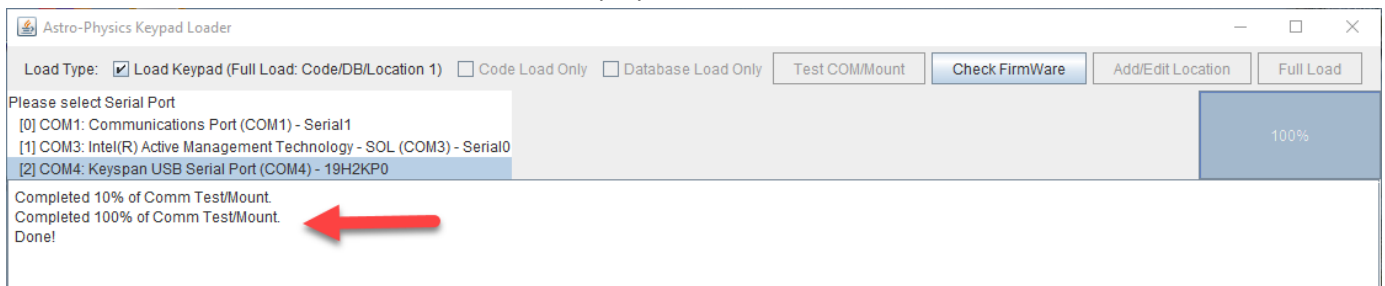 Astro-Physics Keypad Loader
Load Type: Load Keypad (Full Load: Code/DB/Location 1) Code Load Only Database Load Only Test COM/Mount Check FirmWare Add/Edit Location Full Load
Please select Serial Port
[0] COM1: Communications Port (COM1) - Serial1
[1] COM3: Intel(R) Active Management Technology - SOL (COM3) - Serial0
[2] COM4: Keyspan USB Serial Port (COM4) - 19H2KP0
100%
Completed 10% of Comm Test/Mount.
Completed 100% of Comm Test/Mount.
Done!